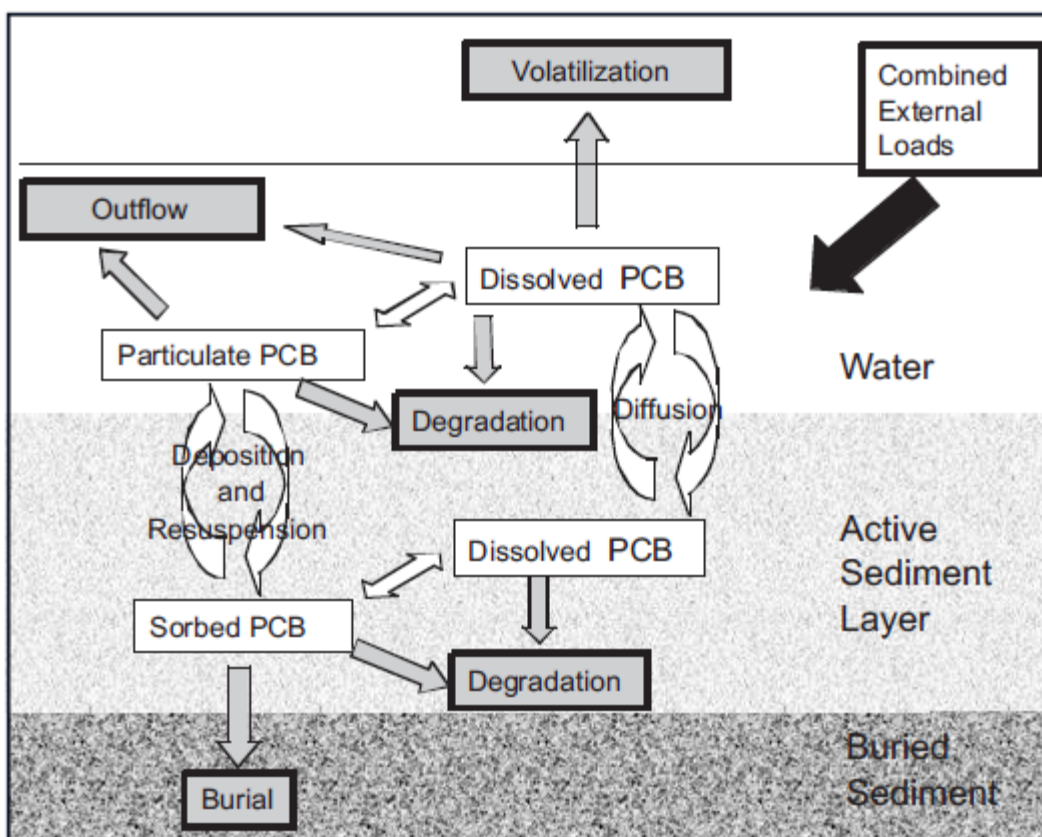 Volatilization
Combined
External
Loads
Outflow
Dissolved PCB
Particulate PCB
Water
Degradation
Diffusion
Deposition
and
Resuspension
Dissolved PCB
Active
Sediment
Layer
Sorbed PCB
Degradation
Buried
Sediment
Burial